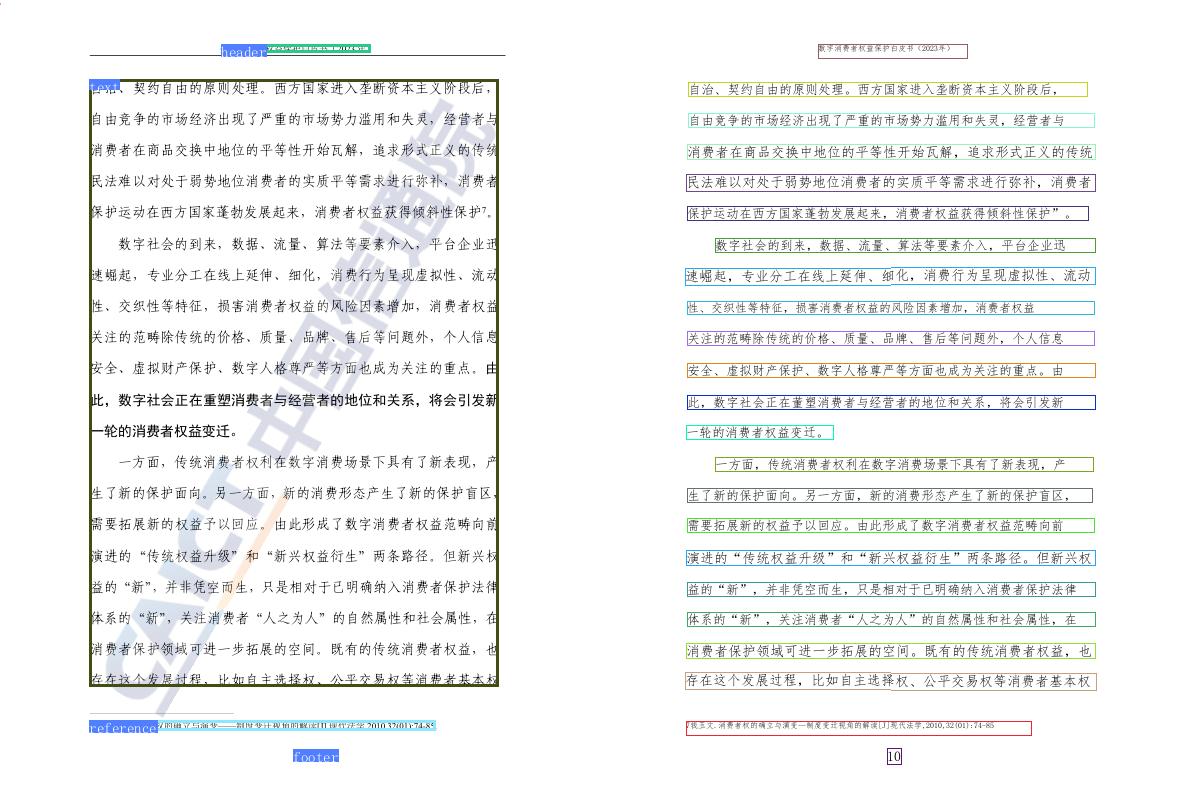 header
text
自治、契约自由的原则处理。西方国家进入垄断资本主义阶段后，
自由竞争的市场经济出现了严重的市场势力滥用和失灵，经营者与
消费者在商品交换中地位的平等性开始瓦解，追求形式正义的传统
民法难以对处于弱势地位消费者的实质平等需求进行弥补，消费者
保护运动在西方国家蓬勃发展起来，消费者权益获得倾斜性保护7。
数字社会的到来，数据、流量、算法等要素介入，平台企业迅
速崛起，专业分工在线上延伸、细化，消费行为呈现虚拟性、流动
性、交织性等特征，损害消费者权益的风险因素增加，消费者权益
关注的范畴除传统的价格、质量、品牌、售后等问题外，个人信息
安全、虚拟财产保护、数字人格尊严等方面也成为关注的重点。由
此，数字社会正在重塑消费者与经营者的地位和关系，将会引发新
一轮的消费者权益变迁。
一方面，传统消费者权利在数字消费场景下具有了新表现，产
生了新的保护面向。另一方面，新的消费形态产生了新的保护盲区，
需要拓展新的权益予以回应。由此形成了数字消费者权益范畴向前
演进的“传统权益升级”和“新兴权益衍生”两条路径。但新兴权
益的“新”，并非凭空而生，只是相对于已明确纳入消费者保护法律
体系的“新”，关注消费者“人之为人”的自然属性和社会属性，在
消费者保护领域可进一步拓展的空间。既有的传统消费者权益，也
存在这个发展过程，比如自主选择权、公平交易权等消费者基本权
CAICT 中国信通院
reference
的确立与演变——制度变迁视角的解读[J].现代法学,2010,32(01):74-85
footer
数字消费者权益保护白皮书（2023年）
自治、契约自由的原则处理。西方国家进入垄断资本主义阶段后，
自由竞争的市场经济出现了严重的市场势力滥用和失灵，经营者与
消费者在商品交换中地位的平等性开始瓦解，追求形式正义的传统
民法难以对处于弱势地位消费者的实质平等需求进行弥补，消费者
保护运动在西方国家蓬勃发展起来，消费者权益获得倾斜性保护”。
数字社会的到来，数据、流量、算法等要素介入，平台企业迅
速崛起，专业分工在线上延伸、细化，消费行为呈现虚拟性、流动
性、交织性等特征，损害消费者权益的风险因素增加，消费者权益
关注的范畴除传统的价格、质量、品牌、售后等问题外，个人信息
安全、虚拟财产保护、数字人格尊严等方面也成为关注的重点。由
此，数字社会正在董塑消费者与经营者的地位和关系，将会引发新
一轮的消费者权益变迁。
一方面，传统消费者权利在数字消费场景下具有了新表现，产
生了新的保护面向。另一方面，新的消费形态产生了新的保护盲区，
需要拓展新的权益予以回应。由此形成了数字消费者权益范畴向前
演进的“传统权益升级”和“新兴权益衍生”两条路径。但新兴权
益的“新”，并非凭空而生，只是相对于已明确纳入消费者保护法律
体系的“新”，关注消费者“人之为人”的自然属性和社会属性，在
消费者保护领域可进一步拓展的空间。既有的传统消费者权益，也
存在这个发展过程，比如自主选择权、公平交易权等消费者基本权
钱玉文.消费者权的确立与演变—制度变迁视角的解读[J]现代法学,2010,32(01):74-85
10